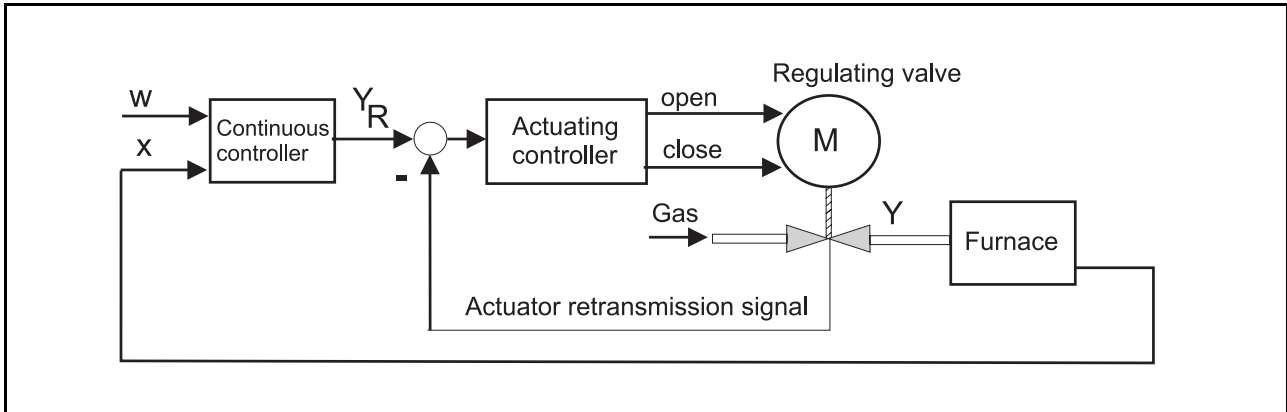 Regulating valve
w
x
Continuous
controller
YR
-
Actuating
controller
open
close
M
Gas
Y
Furnace
Actuator retransmission signal